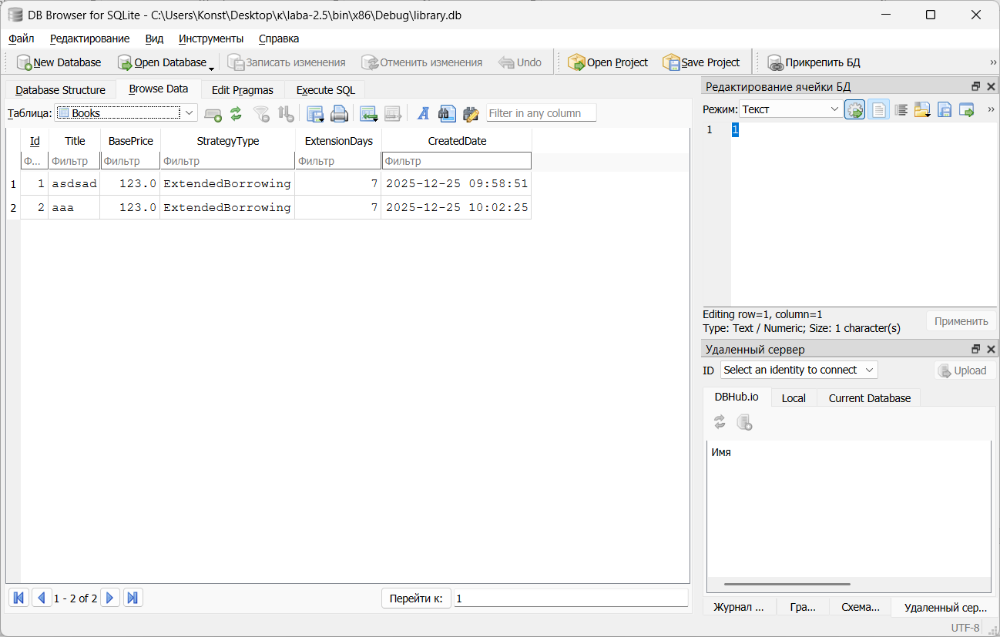 DB Browser for SQLite - C:\Users\Konst\Desktop\к\laba-2.5\bin\x86\Debug\library.db
Файл Редактирование Вид Инструменты Справка
New Database Open Database Записать изменения Отменить изменения Undo Open Project Save Project Прикрепить БД »
Database Structure Browse Data Edit Pragmas Execute SQL
Таблица: Books Filter in any column
Id Title BasePrice StrategyType ExtensionDays CreatedDate
Ф... Фильтр Фильтр Фильтр Фильтр Фильтр
1 1 asdsad 123.0 ExtendedBorrowing 7 2025-12-25 09:58:51
2 2 aaa 123.0 ExtendedBorrowing 7 2025-12-25 10:02:25
1 - 2 of 2 Перейти к: 1
Редактирование ячейки БД
Режим: Текст »
1 1
Editing row=1, column=1
Type: Text / Numeric; Size: 1 character(s)
Применить
Удаленный сервер
ID Select an identity to connect Upload
DBHub.io Local Current Database
Имя
Журнал ... Гра... Схема... Удаленный сер...
UTF-8